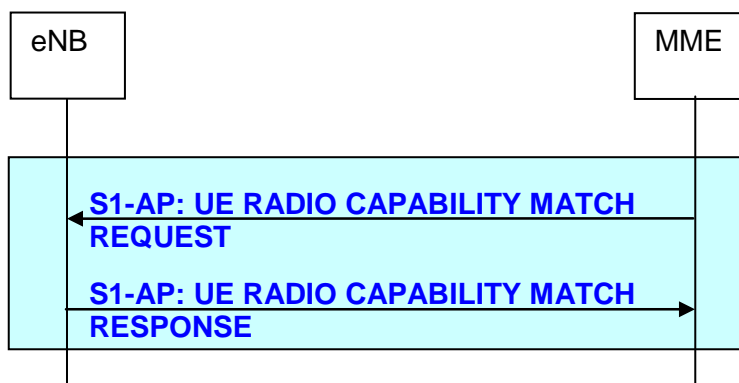 eNB
MME
S1-AP: UE RADIO CAPABILITY MATCH
REQUEST
S1-AP: UE RADIO CAPABILITY MATCH
RESPONSE